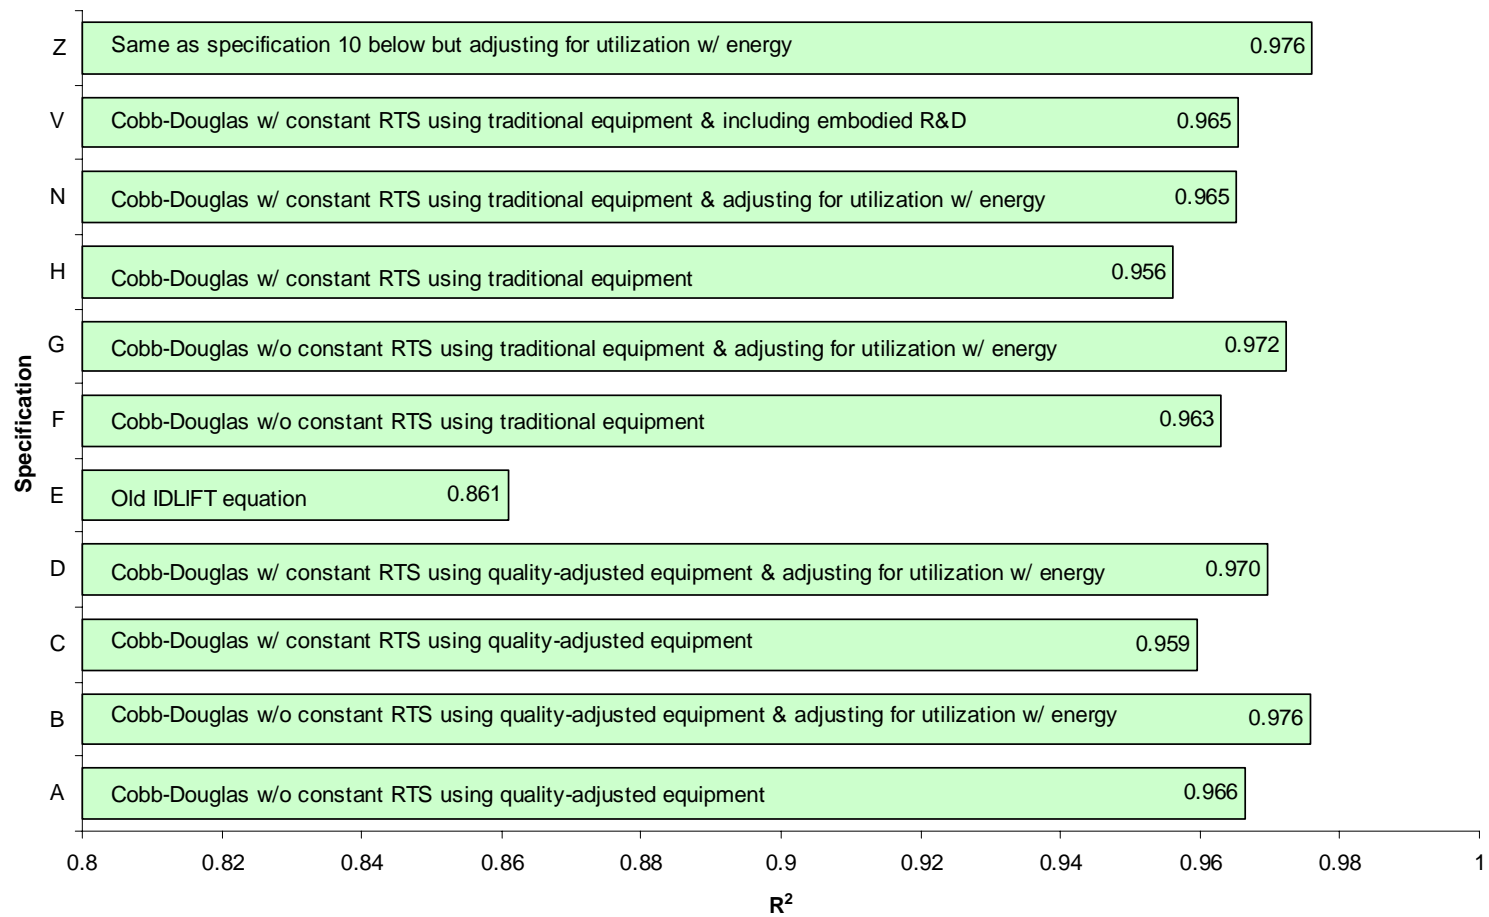 Z Same as specification 10 below but adjusting for utilization w/ energy 0.976
V Cobb-Douglas w/ constant RTS using traditional equipment & including embodied R&D 0.965
N Cobb-Douglas w/ constant RTS using traditional equipment & adjusting for utilization w/ energy 0.965
H Cobb-Douglas w/ constant RTS using traditional equipment 0.956
G Cobb-Douglas w/o constant RTS using traditional equipment & adjusting for utilization w/ energy 0.972
F Cobb-Douglas w/o constant RTS using traditional equipment 0.963
E Old IDLIFT equation 0.861
D Cobb-Douglas w/ constant RTS using quality-adjusted equipment & adjusting for utilization w/ energy 0.970
C Cobb-Douglas w/ constant RTS using quality-adjusted equipment 0.959
B Cobb-Douglas w/o constant RTS using quality-adjusted equipment & adjusting for utilization w/ energy 0.976
A Cobb-Douglas w/o constant RTS using quality-adjusted equipment 0.966
Specification
0.8 0.82 0.84 0.86 0.88 0.9 0.92 0.94 0.96 0.98 1
R²